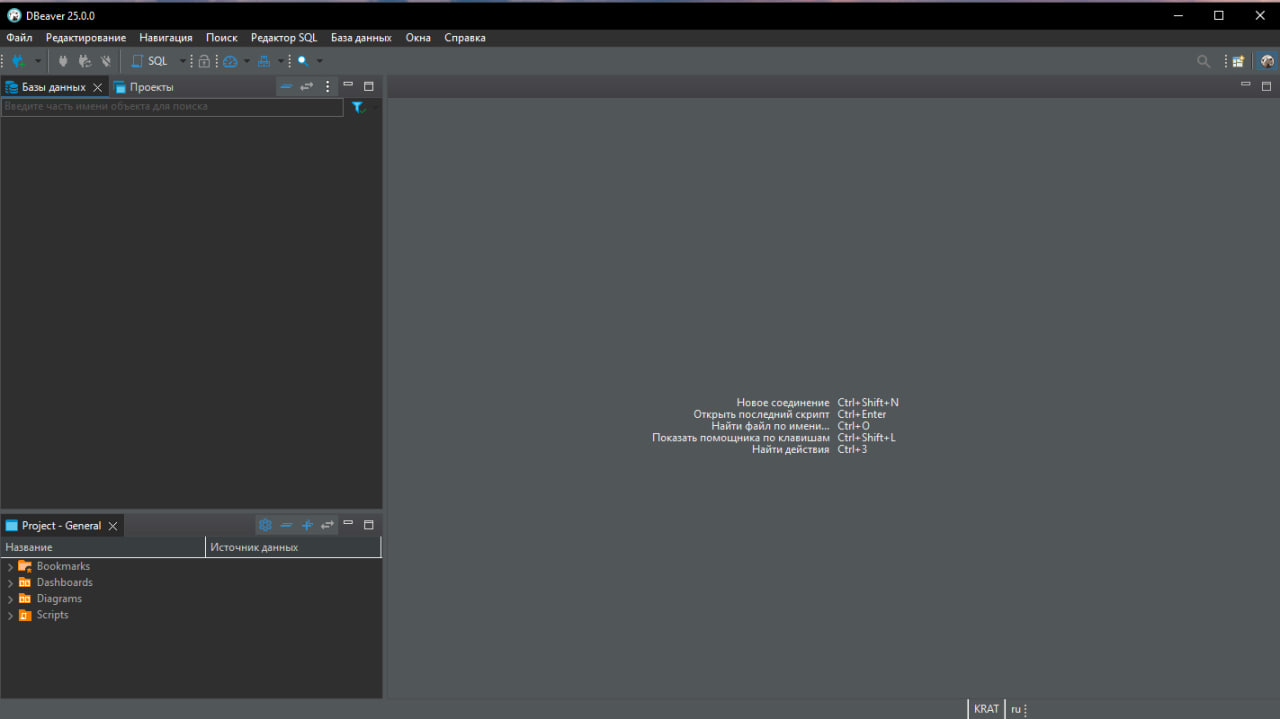 DBeaver 25.0.0
Файл Редактирование Навигация Поиск Редактор SQL База данных Окна Справка
SQL
Базы данных Проекты
Введите часть имени объекта для поиска
Новое соединение Ctrl+Shift+N
Открыть последний скрипт Ctrl+Enter
Найти файл по имени... Ctrl+O
Показать помощника по клавишам Ctrl+Shift+L
Найти действия Ctrl+3
Project - General
Название Источник данных
Bookmarks
Dashboards
Diagrams
Scripts
KRAT ru